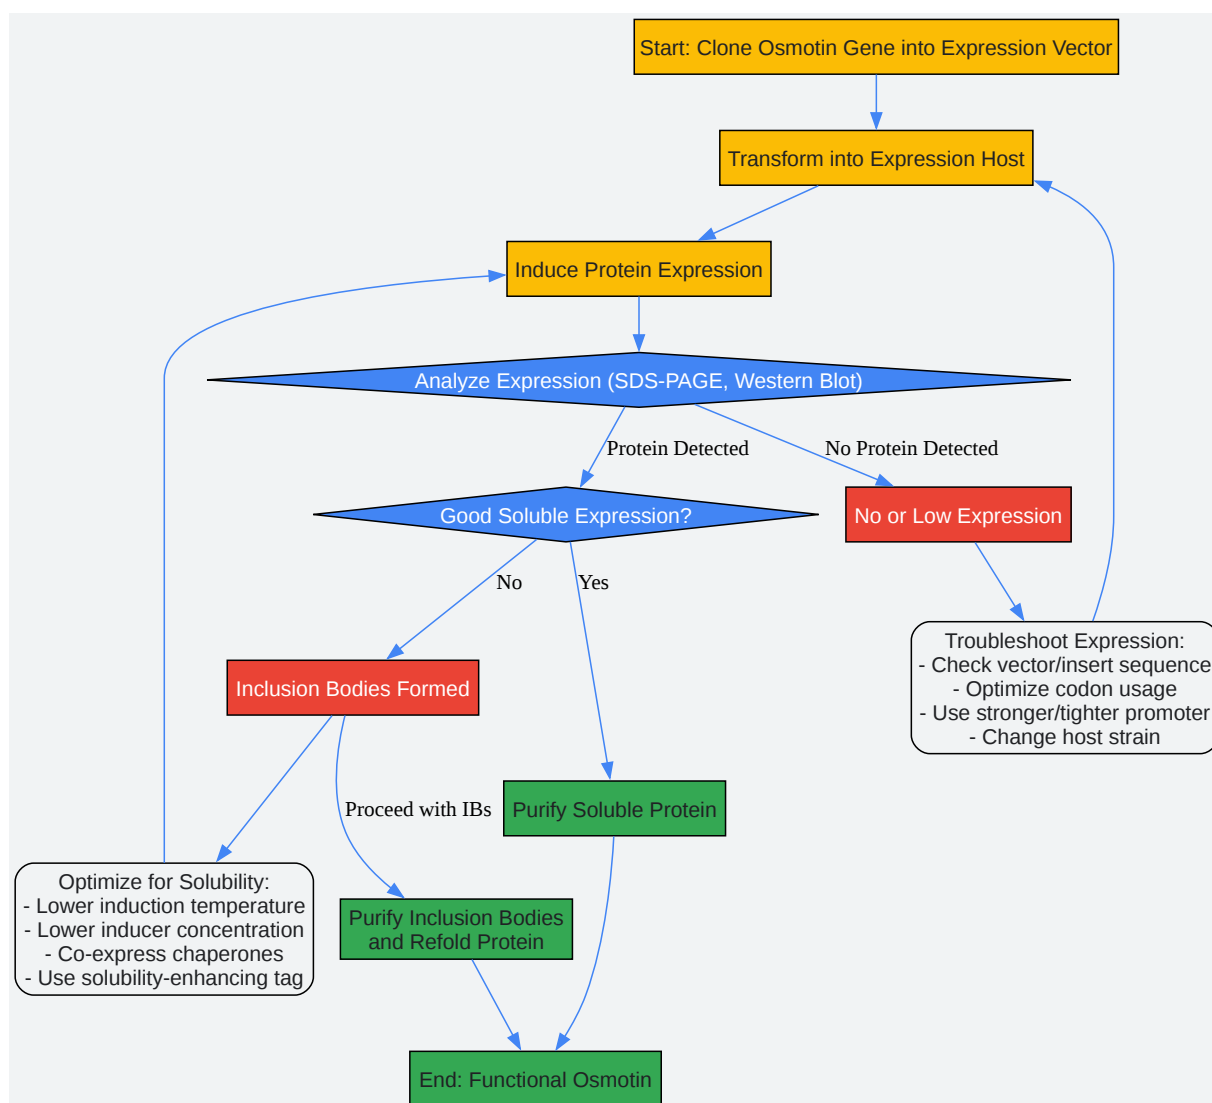 Start: Clone Osmotin Gene into Expression Vector
Transform into Expression Host
Induce Protein Expression
Analyze Expression (SDS-PAGE, Western Blot)
Protein Detected
No Protein Detected
Good Soluble Expression?
No or Low Expression
No
Yes
Troubleshoot Expression:
- Check vector/insert sequence
- Optimize codon usage
- Use stronger/tighter promoter
- Change host strain
Inclusion Bodies Formed
Proceed with IBs
Purify Soluble Protein
Optimize for Solubility:
- Lower induction temperature
- Lower inducer concentration
- Co-express chaperones
- Use solubility-enhancing tag
Purify Inclusion Bodies
and Refold Protein
End: Functional Osmotin